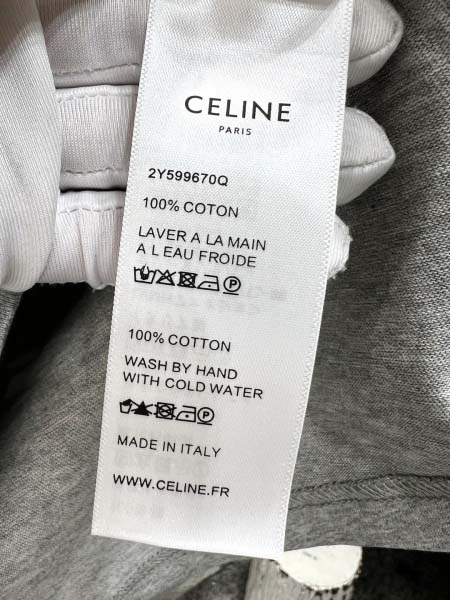 CELINE
PARIS
2Y599670Q
100% COTON
LAVER A LA MAIN
A L EAU FROIDE
100% COTTON
WASH BY HAND
WITH COLD WATER
MADE IN ITALY
WWW.CELINE.FR